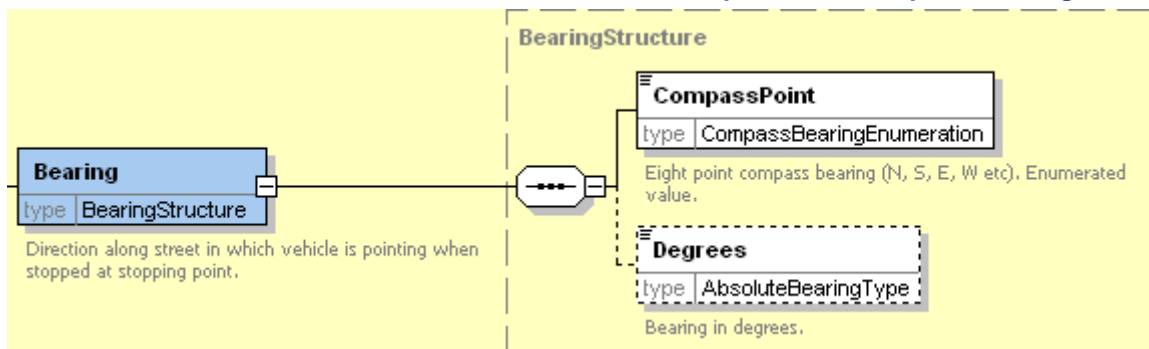 BearingStructure
CompassPoint
type CompassBearingEnumeration
Eight point compass bearing (N, S, E, W etc). Enumerated
value.
Bearing
type BearingStructure
Direction along street in which vehicle is pointing when
stopped at stopping point.
Degrees
type AbsoluteBearingType
Bearing in degrees.